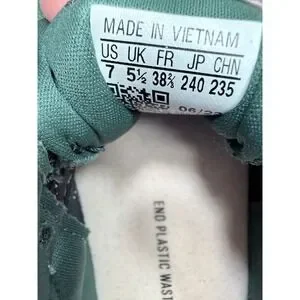 MADE IN VIETNAM
US UK FR JP CHN
7 5½ 38⅔ 240 235
END PLASTIC WAST